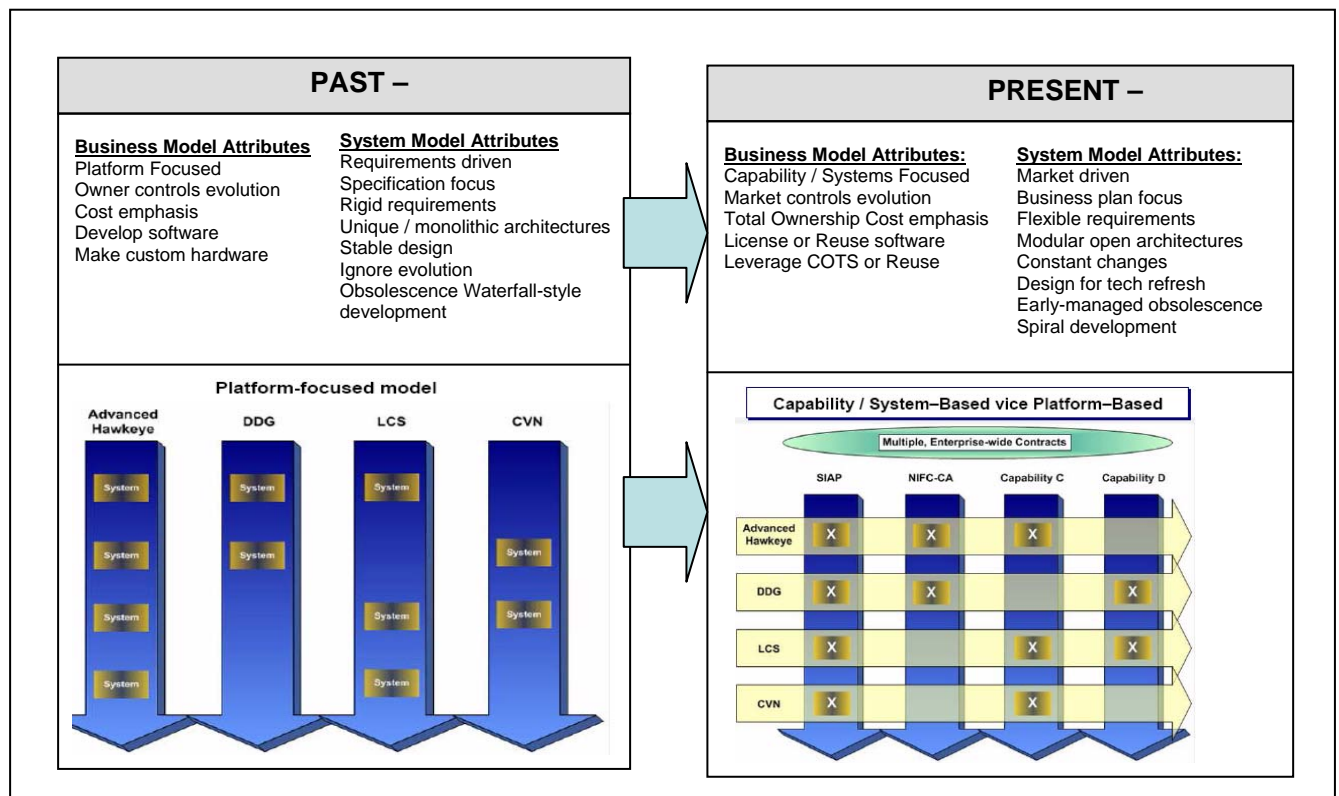 PAST –
Business Model Attributes
Platform Focused
Owner controls evolution
Cost emphasis
Develop software
Make custom hardware
System Model Attributes
Requirements driven
Specification focus
Rigid requirements
Unique / monolithic architectures
Stable design
Ignore evolution
Obsolescence Waterfall-style
development
Platform-focused model
Advanced
Hawkeye
DDG
LCS
CVN
System
System
System
System
System
System
System
System
System
System
System
PRESENT –
Business Model Attributes:
Capability / Systems Focused
Market controls evolution
Total Ownership Cost emphasis
License or Reuse software
Leverage COTS or Reuse
System Model Attributes:
Market driven
Business plan focus
Flexible requirements
Modular open architectures
Constant changes
Design for tech refresh
Early-managed obsolescence
Spiral development
Capability / System–Based vice Platform–Based
Multiple, Enterprise-wide Contracts
SIAP
NIFC-CA
Capability C
Capability D
Advanced
Hawkeye
X X X
DDG
X X X
LCS
X X X
CVN
X X